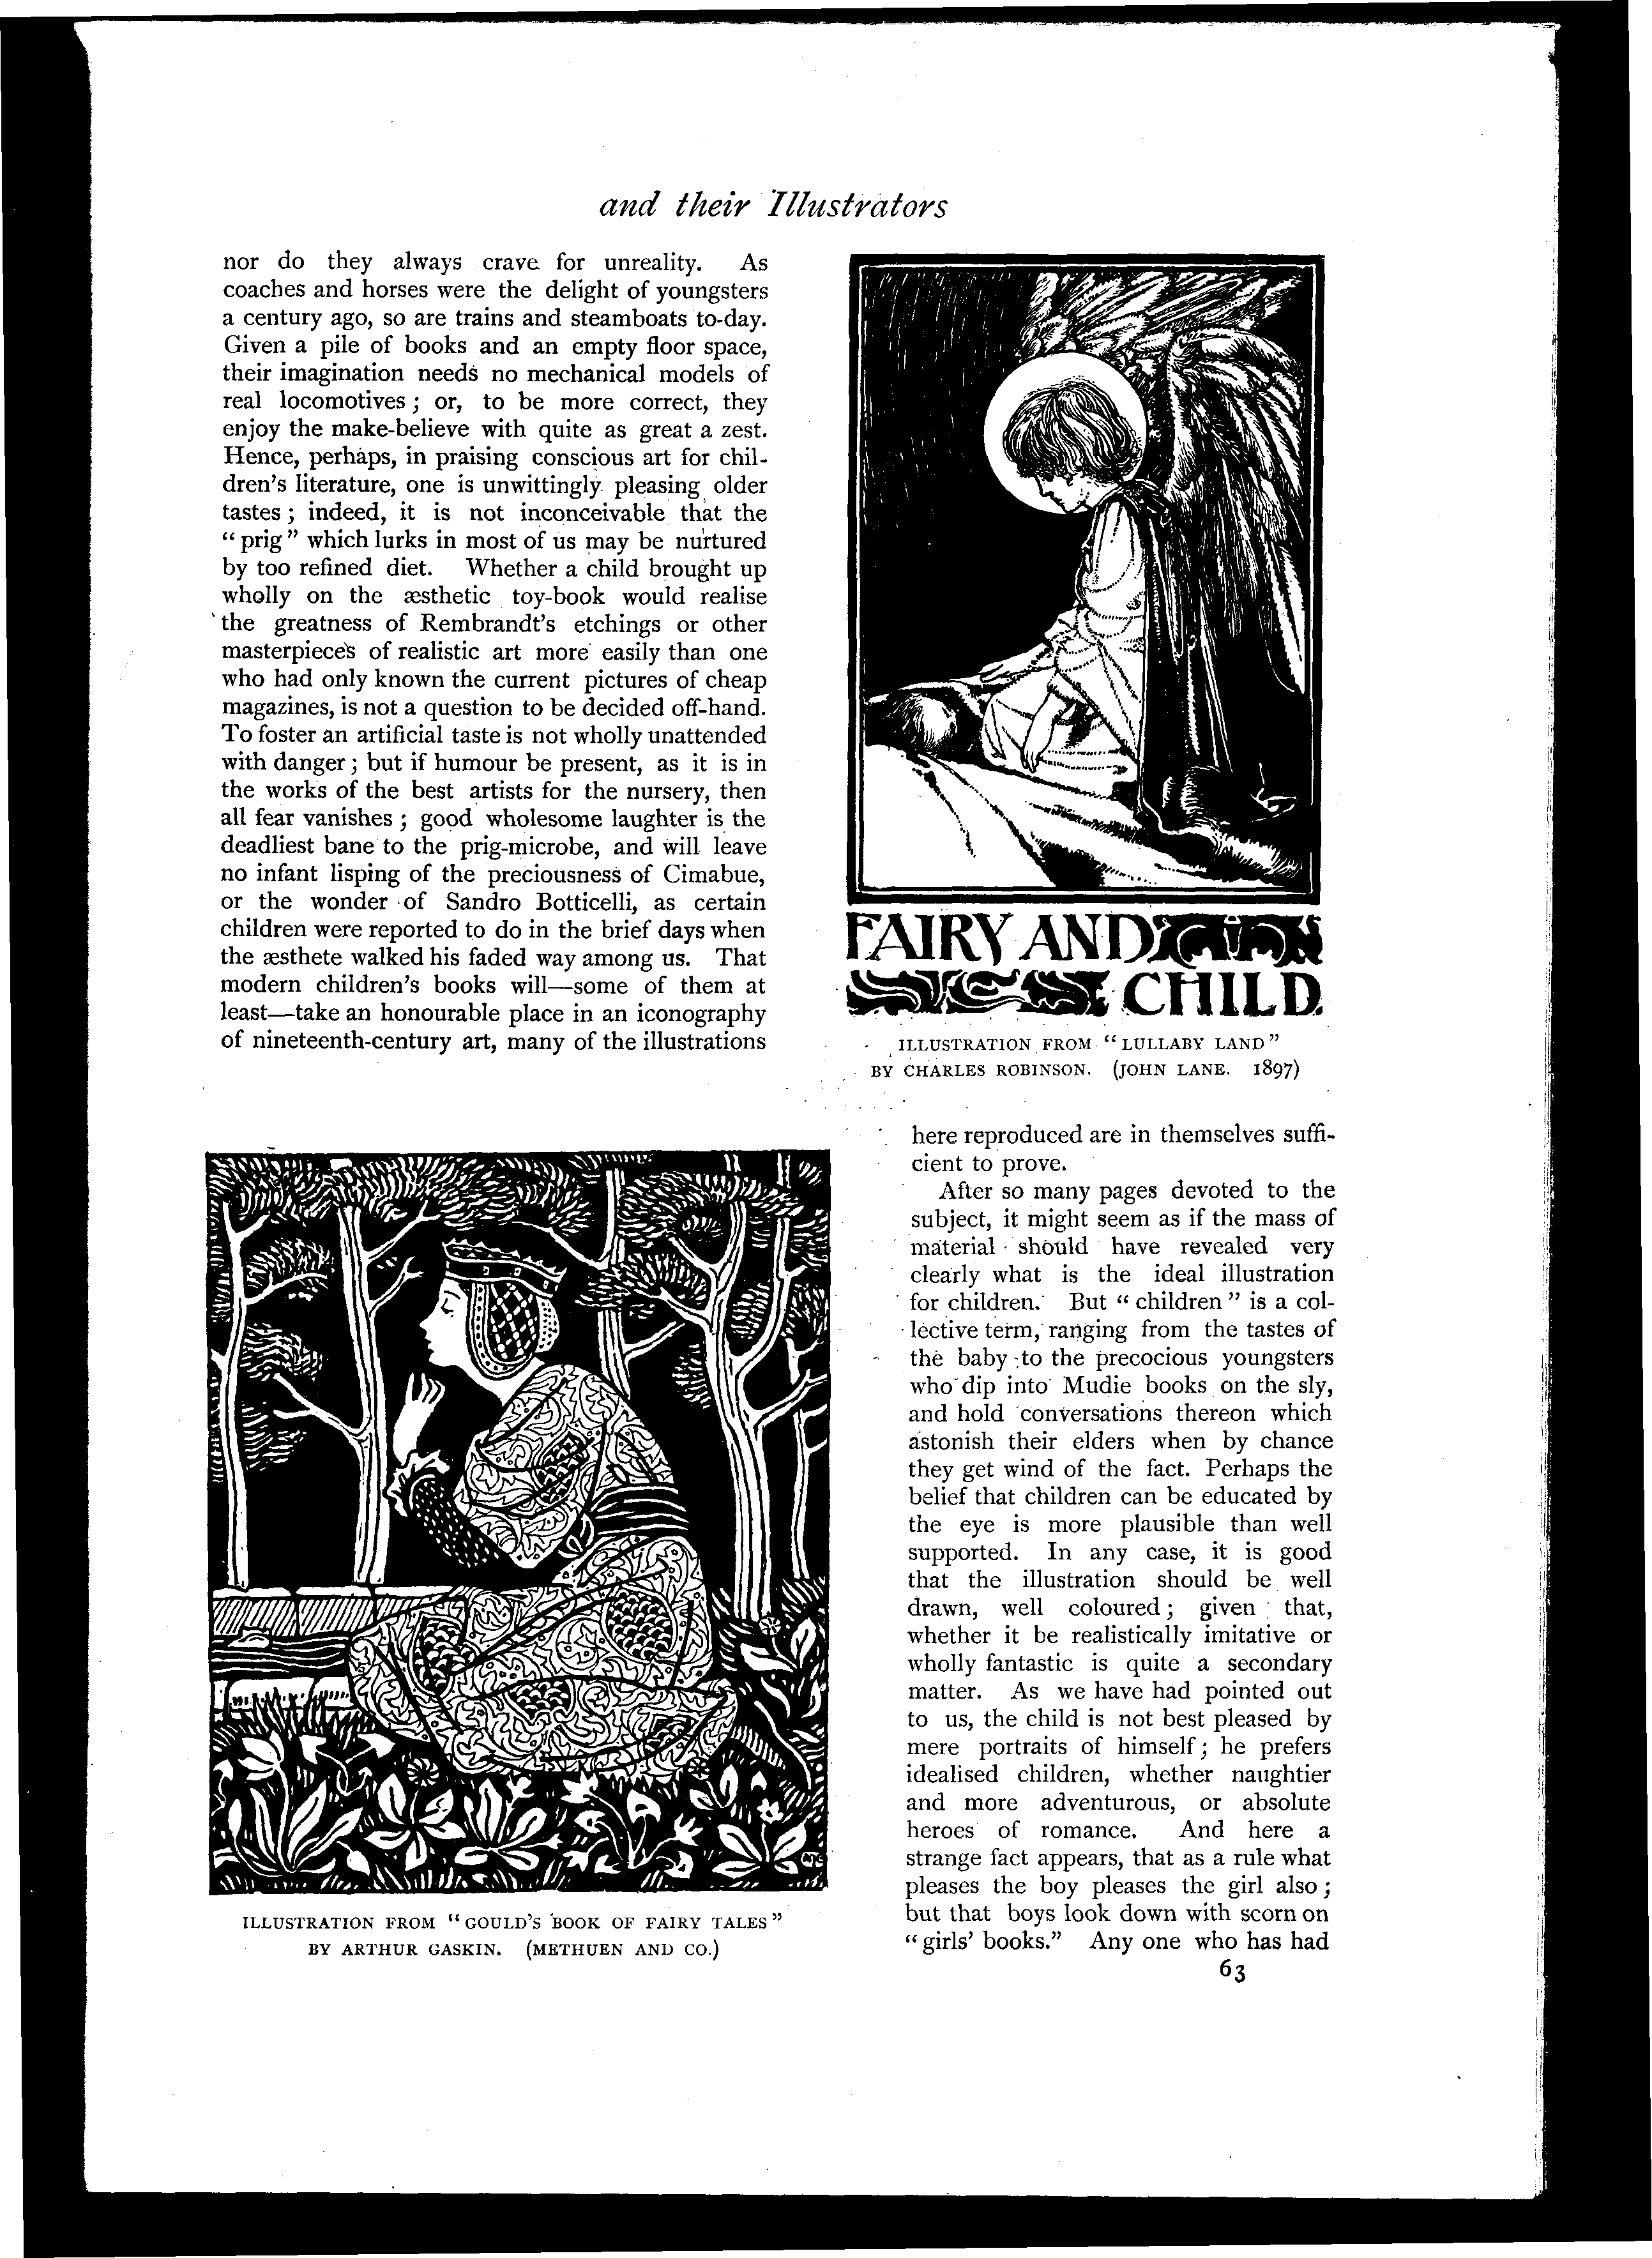 and their Illustrators
nor do they always crave for unreality. As
coaches and horses were the delight of youngsters
a century ago, so are trains and steamboats to-day.
Given a pile of books and an empty floor space,
their imagination needs no mechanical models of
real locomotives ; or, to be more correct, they
enjoy the make-believe with quite as great a zest.
Hence, perhaps, in praising conscious art for chil-
dren's literature, one is unwittingly pleasing older
tastes ; indeed, it is not inconceivable that the
“ prig ” which lurks in most of us may be nurtured
by too refined diet. Whether a child brought up
wholly on the æsthetic toy-book would realise
the greatness of Rembrandt's etchings or other
masterpieces of realistic art more easily than one
who had only known the current pictures of cheap
magazines, is not a question to be decided off-hand.
To foster an artificial taste is not wholly unattended
with danger ; but if humour be present, as it is in
the works of the best artists for the nursery, then
all fear vanishes ; good wholesome laughter is the
deadliest bane to the prig-microbe, and will leave
no infant lisping of the preciousness of Cimabue,
or the wonder of Sandro Botticelli, as certain
children were reported to do in the brief days when
the æsthete walked his faded way among us. That
modern children's books will—some of them at
least—take an honourable place in an iconography
of nineteenth-century art, many of the illustrations
FAIRY AND
CHILD.
ILLUSTRATION FROM “ LULLABY LAND ”
BY CHARLES ROBINSON. (JOHN LANE. 1897)
ILLUSTRATION FROM “ GOULD'S BOOK OF FAIRY TALES ”
BY ARTHUR GASKIN. (METHUEN AND CO.)
here reproduced are in themselves suffi-
cient to prove.
After so many pages devoted to the
subject, it might seem as if the mass of
material should have revealed very
clearly what is the ideal illustration
for children. But “ children ” is a col-
lective term, ranging from the tastes of
the baby to the precocious youngsters
who dip into Mudie books on the sly,
and hold conversations thereon which
astonish their elders when by chance
they get wind of the fact. Perhaps the
belief that children can be educated by
the eye is more plausible than well
supported. In any case, it is good
that the illustration should be well
drawn, well coloured ; given that,
whether it be realistically imitative or
wholly fantastic is quite a secondary
matter. As we have had pointed out
to us, the child is not best pleased by
mere portraits of himself ; he prefers
idealised children, whether naughtier
and more adventurous, or absolute
heroes of romance. And here a
strange fact appears, that as a rule what
pleases the boy pleases the girl also ;
but that boys look down with scorn on
“ girls' books.” Any one who has had
63